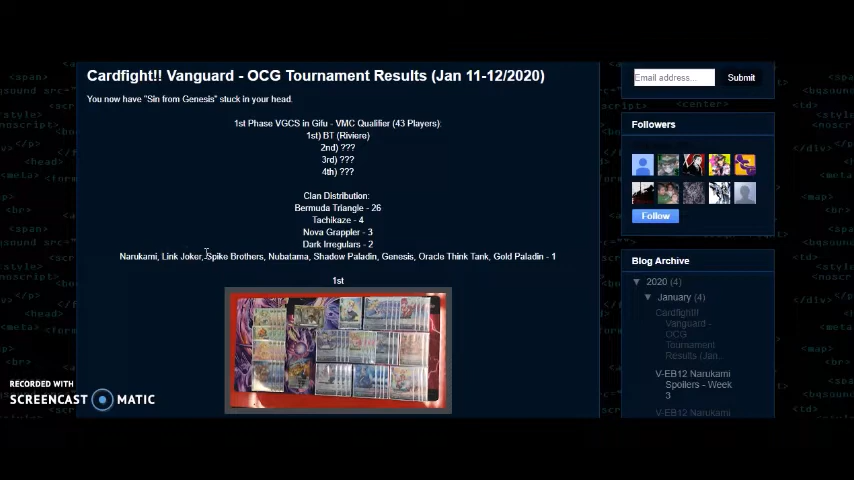 Cardfight!! Vanguard - OCG Tournament Results (Jan 11-12/2020)
You now have "Sin from Genesis" stuck in your head.
1st Phase VGCS in Gifu - VMC Qualifier (43 Players):
1st) BT (Riviere)
2nd) ???
3rd) ???
4th) ???
Clan Distribution:
Bermuda Triangle - 26
Tachikaze - 4
Nova Grappler - 3
Dark Irregulars - 2
Narukami, Link Joker, Spike Brothers, Nubatama, Shadow Paladin, Genesis, Oracle Think Tank, Gold Paladin - 1
1st
Email address...
Submit
Followers
Follow
Blog Archive
▼ 2020 (4)
▼ January (4)
Cardfight!!
Vanguard -
OCG
Tournament
Results (Jan...
V-EB12 Narukami
Spoilers - Week
3
V-EB12 Narukami
RECORDED WITH
SCREENCAST MATIC